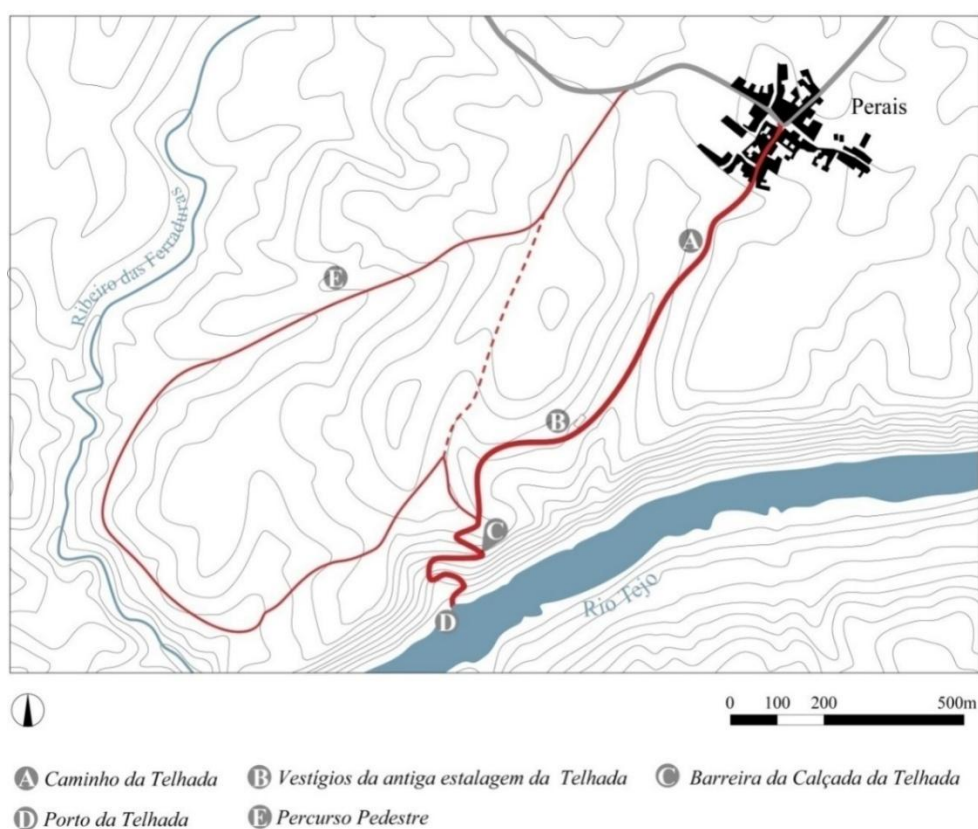 Perais
A
Ribeiro das Ferraduras
E
B
C
Rio Tejo
D
0 100 200 500m
A Caminho da Telhada B Vestígios da antiga estalagem da Telhada C Barreira da Calçada da Telhada
D Porto da Telhada E Percurso Pedestre